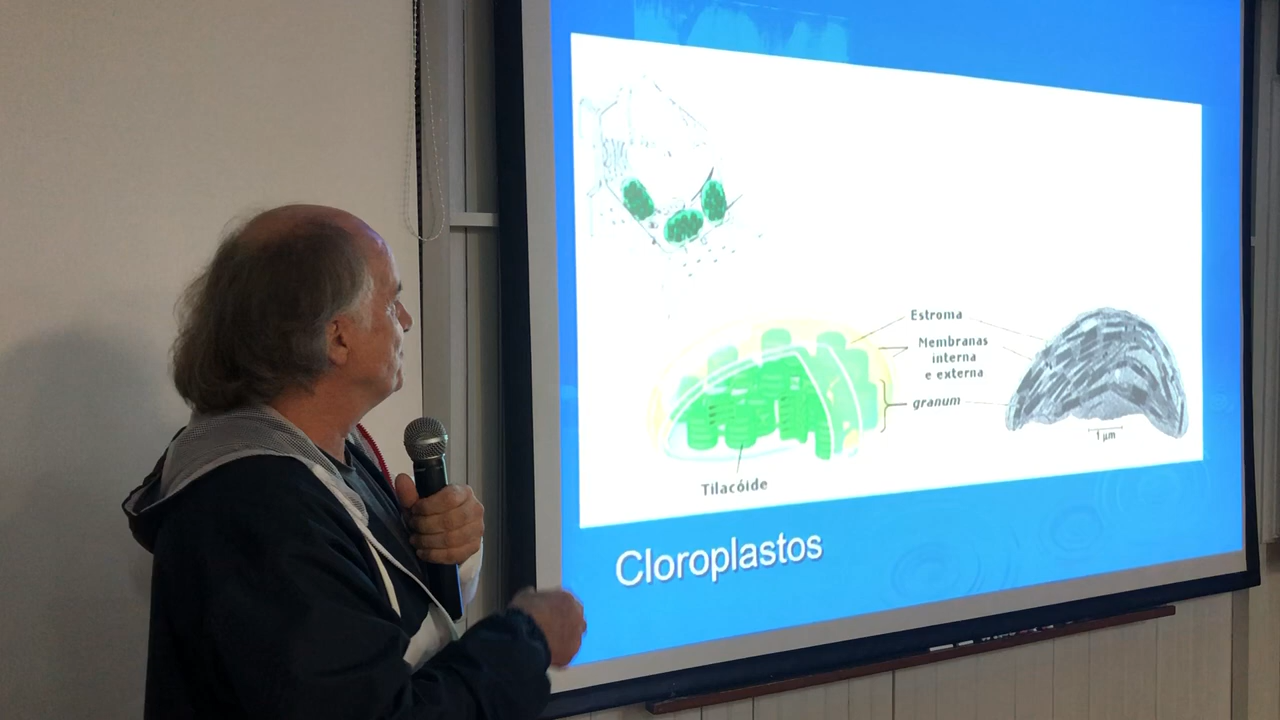 Estroma
Membranas
interna
e externa
granum
1 µm
Tilacóide
Cloroplastos